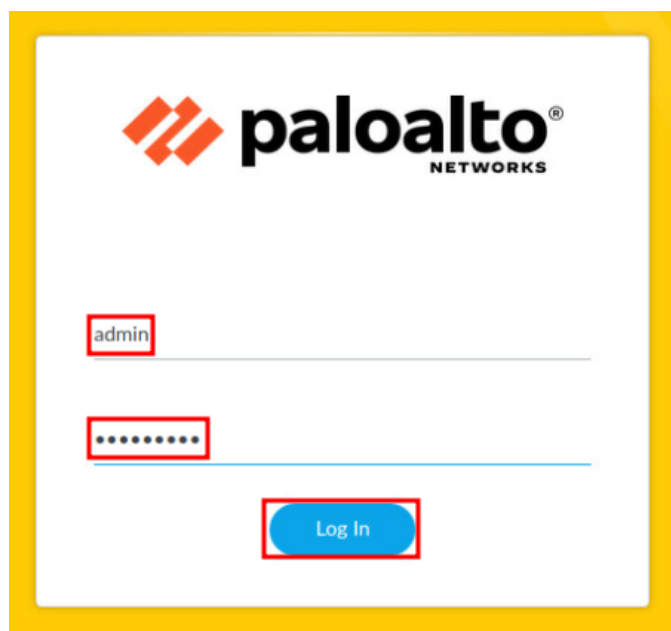 paloalto®
NETWORKS
admin
•••••••••
Log In